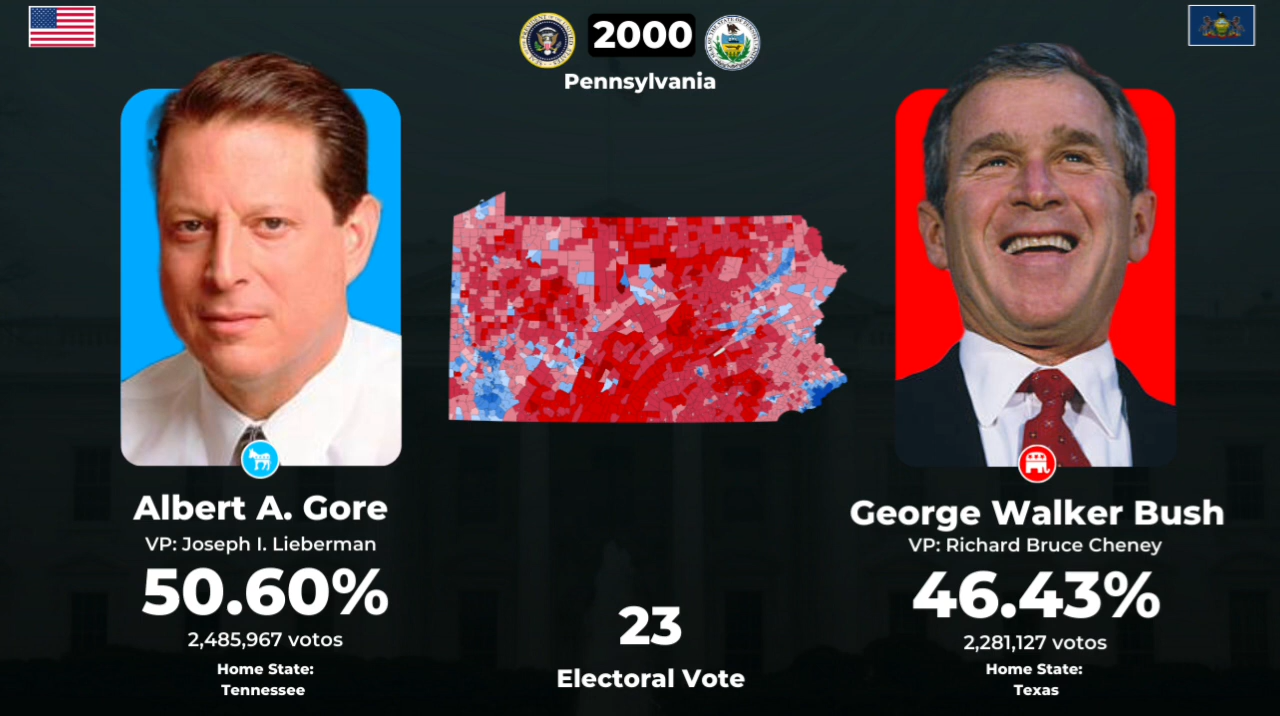 2000
Pennsylvania
Albert A. Gore
VP: Joseph I. Lieberman
50.60%
2,485,967 votos
Home State:
Tennessee
23
Electoral Vote
George Walker Bush
VP: Richard Bruce Cheney
46.43%
2,281,127 votos
Home State:
Texas